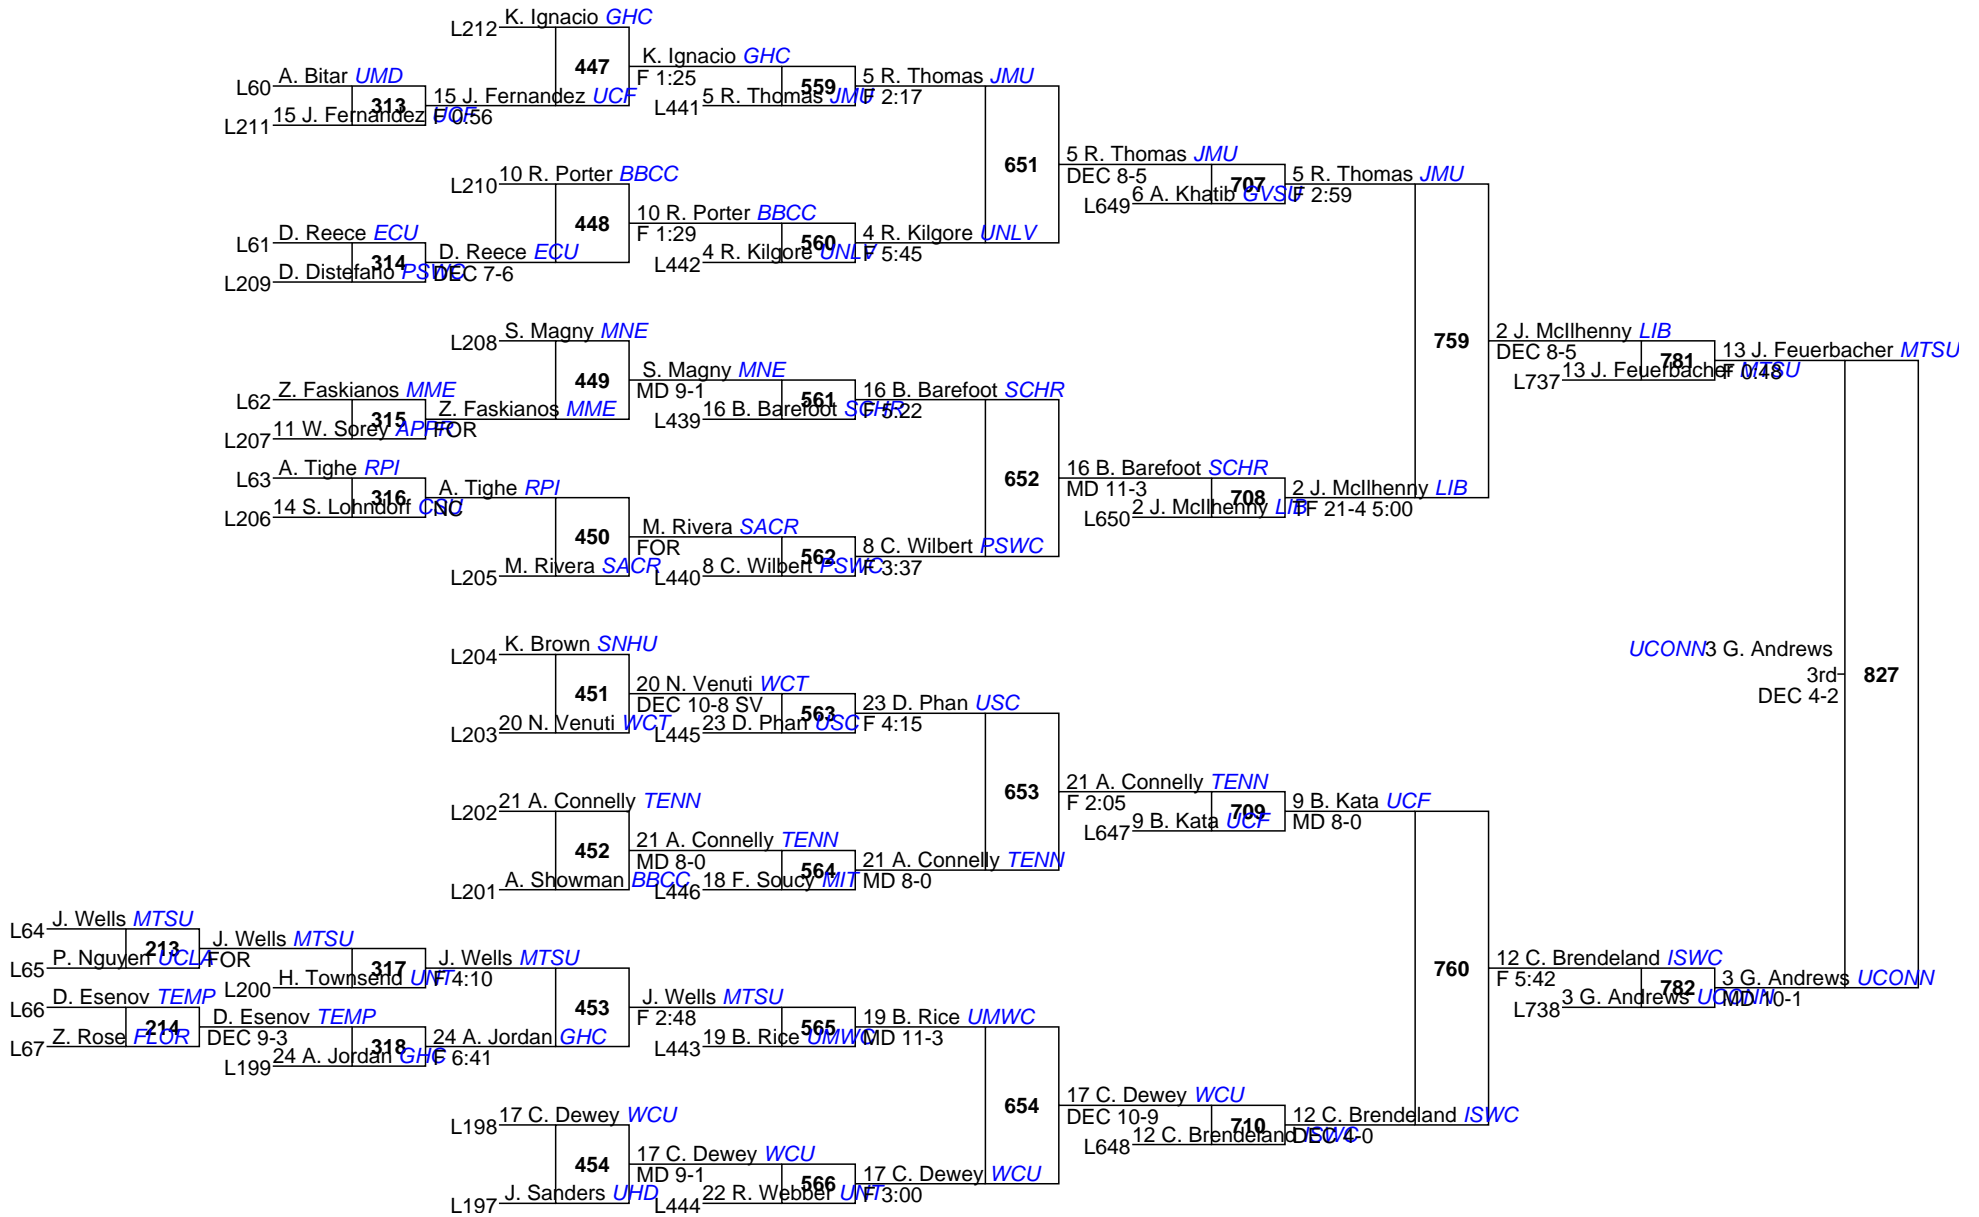 L212 K. Ignacio GHC
447
K. Ignacio GHC
F 1:25
L60 A. Bitar UMD
313
L211 15 J. Fernandez UCF
15 J. Fernandez UCF
F 0:56
559
L441 5 R. Thomas JMU
5 R. Thomas JMU
F 2:17
651
L210 10 R. Porter BBCC
448
10 R. Porter BBCC
F 1:29
L61 D. Reece ECU
314
L209 D. Distefano PSWC
D. Reece ECU
DEC 7-6
560
L442 4 R. Kilgore UNLV
4 R. Kilgore UNLV
F 5:45
5 R. Thomas JMU
DEC 8-5
707
L649 6 A. Khatib GVSU
5 R. Thomas JMU
F 2:59
L208 S. Magny MNE
449
S. Magny MNE
MD 9-1
L62 Z. Faskianos MME
315
L207 11 W. Sorey APPR
Z. Faskianos MME
FOR
561
L439 16 B. Barefoot SCHR
16 B. Barefoot SCHR
F 5:22
652
L63 A. Tighe RPI
316
L206 14 S. Lohndorf CSU
A. Tighe RPI
NC
450
L205 M. Rivera SACR
M. Rivera SACR
FOR
562
L440 8 C. Wilbert PSWC
8 C. Wilbert PSWC
F 3:37
16 B. Barefoot SCHR
MD 11-3
708
L650 2 J. McIlhenny LIB
2 J. McIlhenny LIB
TF 21-4 5:00
759
2 J. McIlhenny LIB
DEC 8-5
781
L737 13 J. Feuerbacher MTSU
13 J. Feuerbacher MTSU
F 0:48
L204 K. Brown SNHU
451
L203 20 N. Venuti WCT
20 N. Venuti WCT
DEC 10-8 SV
563
L445 23 D. Phan USC
23 D. Phan USC
F 4:15
653
UCONN 3 G. Andrews
3rd
827
DEC 4-2
L202 21 A. Connelly TENN
452
L201 A. Showman BBCC
21 A. Connelly TENN
MD 8-0
564
L446 18 F. Soucy MIT
21 A. Connelly TENN
MD 8-0
21 A. Connelly TENN
F 2:05
709
L647 9 B. Kata UCF
9 B. Kata UCF
MD 8-0
760
L64 J. Wells MTSU
213
L65 P. Nguyen UCLA
J. Wells MTSU
FOR
317
L200 H. Townsend UNT
J. Wells MTSU
F 4:10
L66 D. Esenov TEMP
214
L67 Z. Rose FLOR
D. Esenov TEMP
DEC 9-3
318
L199 24 A. Jordan GHC
24 A. Jordan GHC
F 6:41
453
J. Wells MTSU
F 2:48
565
L443 19 B. Rice UMWC
19 B. Rice UMWC
MD 11-3
654
L198 17 C. Dewey WCU
454
L197 J. Sanders UHD
17 C. Dewey WCU
MD 9-1
566
L444 22 R. Webber UNT
17 C. Dewey WCU
F 3:00
17 C. Dewey WCU
DEC 10-9
710
L648 12 C. Brendeland ISWC
12 C. Brendeland ISWC
DEC 4-0
12 C. Brendeland ISWC
F 5:42
782
L738 3 G. Andrews UCONN
3 G. Andrews UCONN
MD 10-1